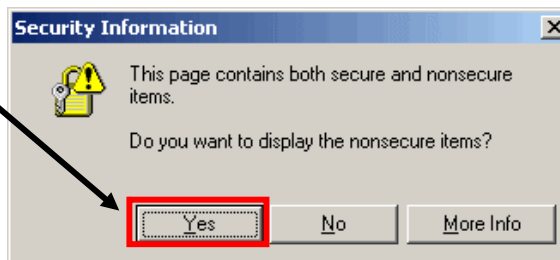 Security Information
This page contains both secure and nonsecure
items.
Do you want to display the nonsecure items?
Yes No More Info